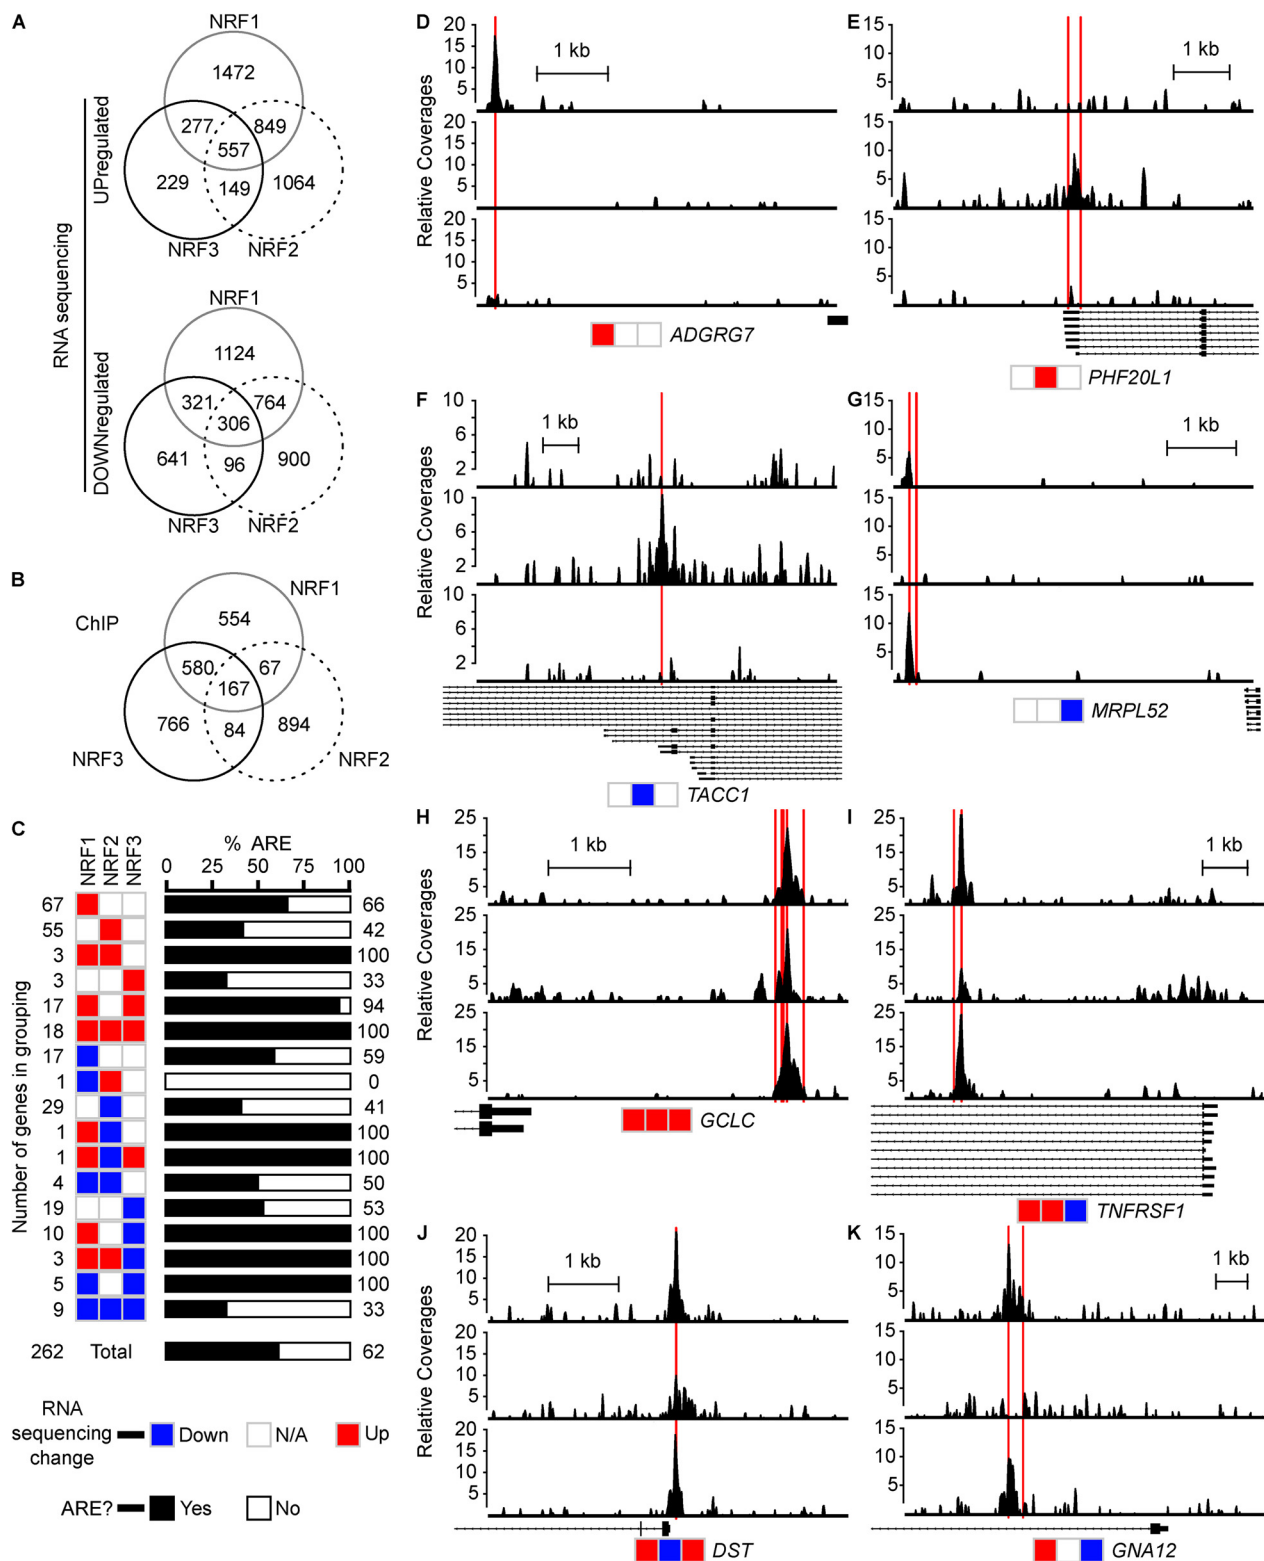 A
NRF1
1472
277
849
557
229
149
1064
NRF3
NRF2
UPregulated
RNA sequencing
NRF1
1124
321
764
306
641
96
900
NRF3
NRF2
DOWNregulated
B
ChIP
NRF1
554
580
67
167
766
84
894
NRF3
NRF2
C
NRF1
NRF2
NRF3
% ARE
0 25 50 75 100
Number of genes in grouping
67 66
55 42
3 100
3 33
17 94
18 100
17 59
1 0
29 41
1 100
1 100
4 50
19 53
10 100
3 100
5 100
9 33
262 Total 62
RNA
sequencing
change
Down
N/A
Up
ARE?
Yes
No
D
Relative Coverages
20
15
10
5
20
15
10
5
20
15
10
5
1 kb
ADGRG7
E
15
10
5
15
10
5
15
10
5
1 kb
PHF20L1
F
Relative Coverages
10
6
2
10
6
2
10
6
2
1 kb
TACC1
G
15
10
5
15
10
5
15
10
5
1 kb
MRPL52
H
Relative Coverages
25
15
5
25
15
5
25
15
5
1 kb
GCLC
I
25
15
5
25
15
5
25
15
5
1 kb
TNFRSF1
J
Relative Coverages
20
15
10
5
20
15
10
5
20
15
10
5
1 kb
DST
K
15
10
5
15
10
5
15
10
5
1 kb
GNA12